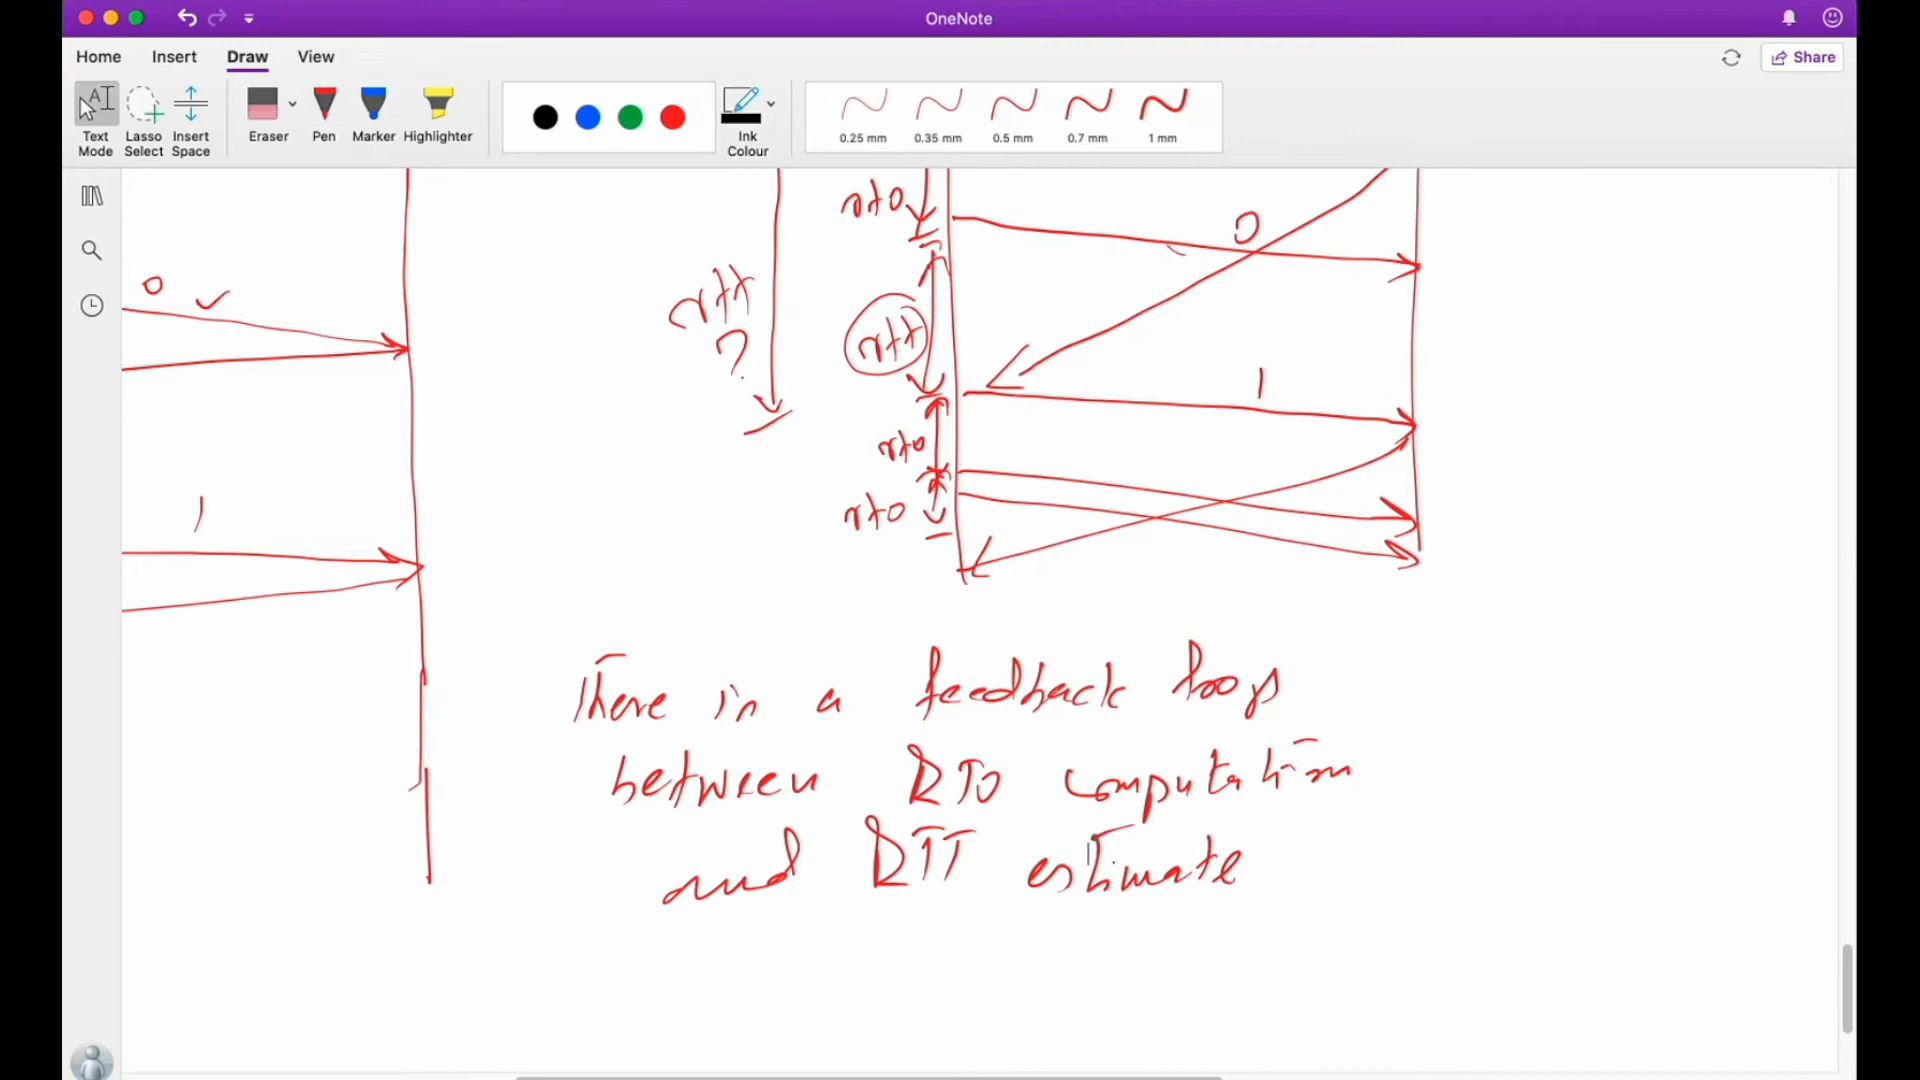 OneNote
Home Insert Draw View
Share
Text Mode
Lasso Select
Insert Space
Eraser
Pen
Marker
Highlighter
Ink Colour
0.25 mm
0.35 mm
0.5 mm
0.7 mm
1 mm
rto
0
0
rtt
?
rtt
1
rto
rto
1
There is a feedback loop
between RTO computation
and RTT estimate